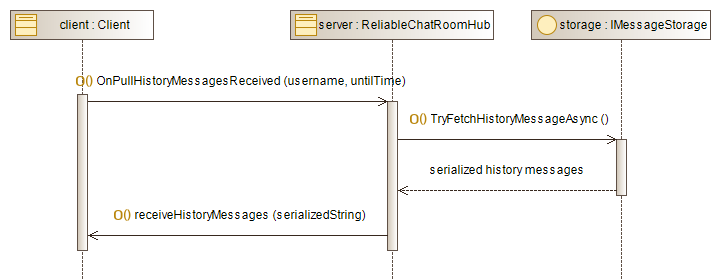 client : Client
server : ReliableChatRoomHub
storage : IMessageStorage
O() OnPullHistoryMessagesReceived (username, untilTime)
O() TryFetchHistoryMessageAsync ()
serialized history messages
O() receiveHistoryMessages (serializedString)